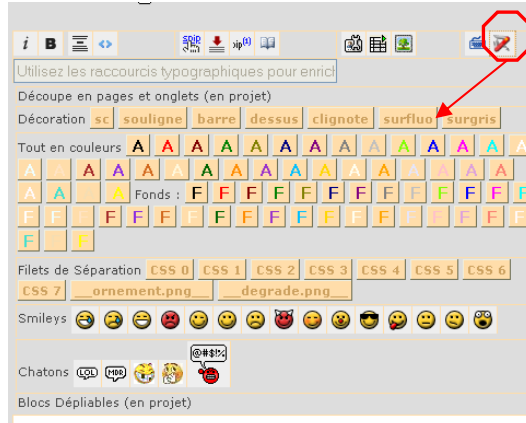 i B
Utilisez les raccourcis typographiques pour enrich
Découpe en pages et onglets (en projet)
Décoration sc souligne barre dessus clignote surfluo surgris
Tout en couleurs A A A A A A A A A A A A A A
A A A A A A A A A A A A A A A A A
A A A Fonds : F F F F F F F F F F F F F
F F F F F F F F F F F F F F F F F F
F F
Filets de Séparation CSS 0 CSS 1 CSS 2 CSS 3 CSS 4 CSS 5 CSS 6
CSS 7 __ornement.png__ __degrade.png__
Smileys
@#$!%
Chatons LOL MDR
Blocs Dépliables (en projet)